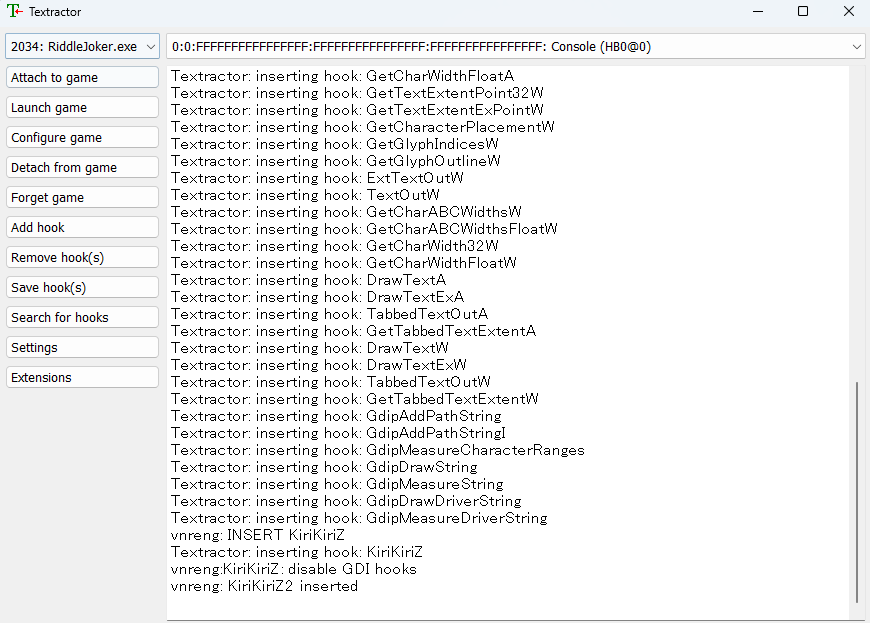 Textractor
2034: RiddleJoker.exe
0:0:FFFFFFFFFFFFFFFF:FFFFFFFFFFFFFFFF:FFFFFFFFFFFFFFFF: Console (HB0@0)
Attach to game
Launch game
Configure game
Detach from game
Forget game
Add hook
Remove hook(s)
Save hook(s)
Search for hooks
Settings
Extensions
Textractor: inserting hook: GetCharWidthFloatA
Textractor: inserting hook: GetTextExtentPoint32W
Textractor: inserting hook: GetTextExtentExPointW
Textractor: inserting hook: GetCharacterPlacementW
Textractor: inserting hook: GetGlyphIndicesW
Textractor: inserting hook: GetGlyphOutlineW
Textractor: inserting hook: ExtTextOutW
Textractor: inserting hook: TextOutW
Textractor: inserting hook: GetCharABCWidthsW
Textractor: inserting hook: GetCharABCWidthsFloatW
Textractor: inserting hook: GetCharWidth32W
Textractor: inserting hook: GetCharWidthFloatW
Textractor: inserting hook: DrawTextA
Textractor: inserting hook: DrawTextExA
Textractor: inserting hook: TabbedTextOutA
Textractor: inserting hook: GetTabbedTextExtentA
Textractor: inserting hook: DrawTextW
Textractor: inserting hook: DrawTextExW
Textractor: inserting hook: TabbedTextOutW
Textractor: inserting hook: GetTabbedTextExtentW
Textractor: inserting hook: GdipAddPathString
Textractor: inserting hook: GdipAddPathStringI
Textractor: inserting hook: GdipMeasureCharacterRanges
Textractor: inserting hook: GdipDrawString
Textractor: inserting hook: GdipMeasureString
Textractor: inserting hook: GdipDrawDriverString
Textractor: inserting hook: GdipMeasureDriverString
vnreng: INSERT KiriKiriZ
Textractor: inserting hook: KiriKiriZ
vnreng:KiriKiriZ: disable GDI hooks
vnreng: KiriKiriZ2 inserted